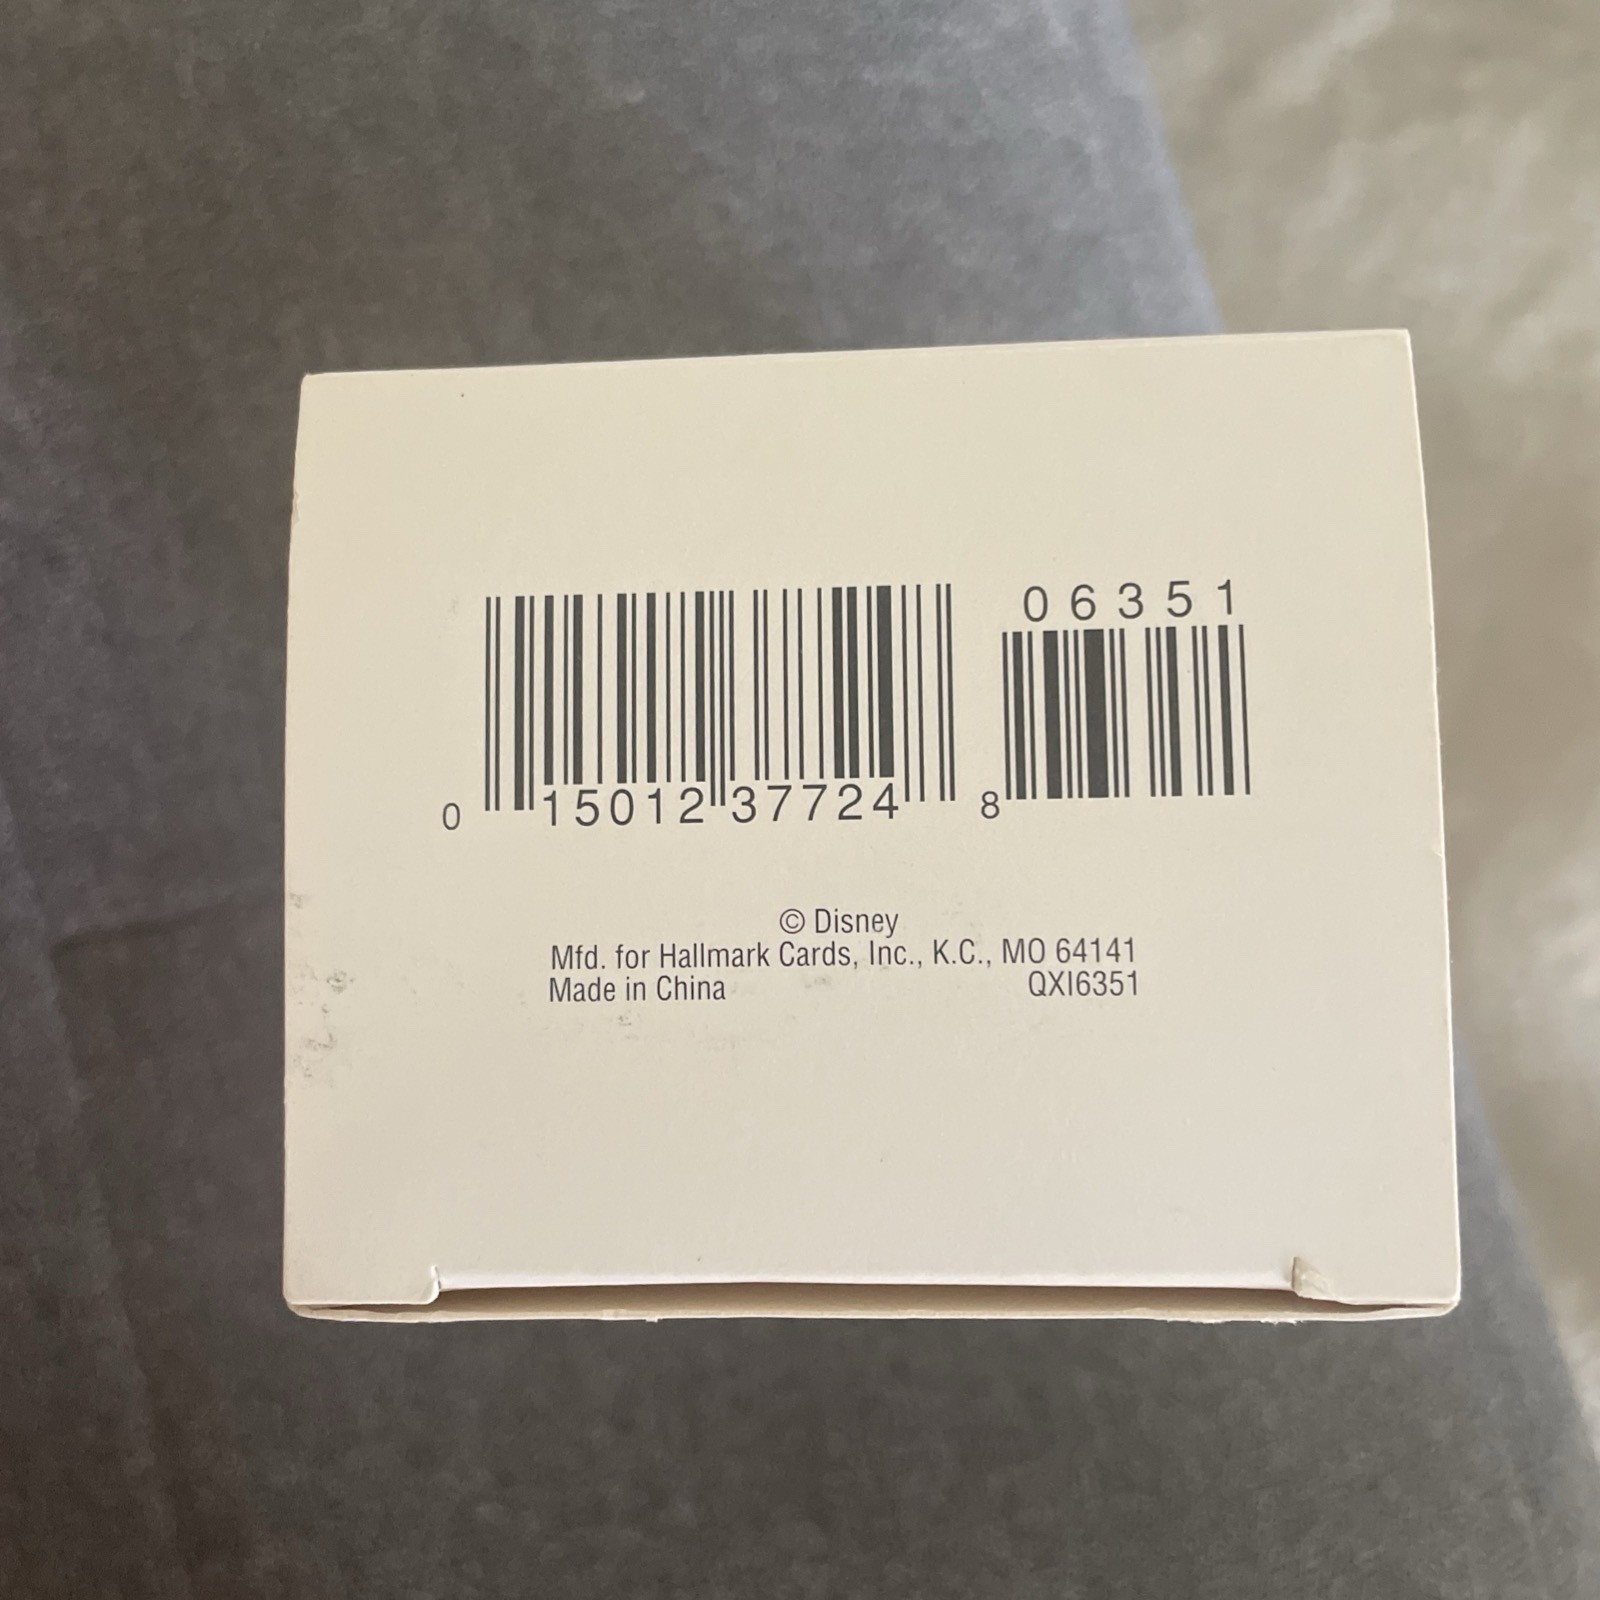 06351
0 15012 37724 8
© Disney
Mfd. for Hallmark Cards, Inc., K.C., MO 64141
Made in China QXI6351